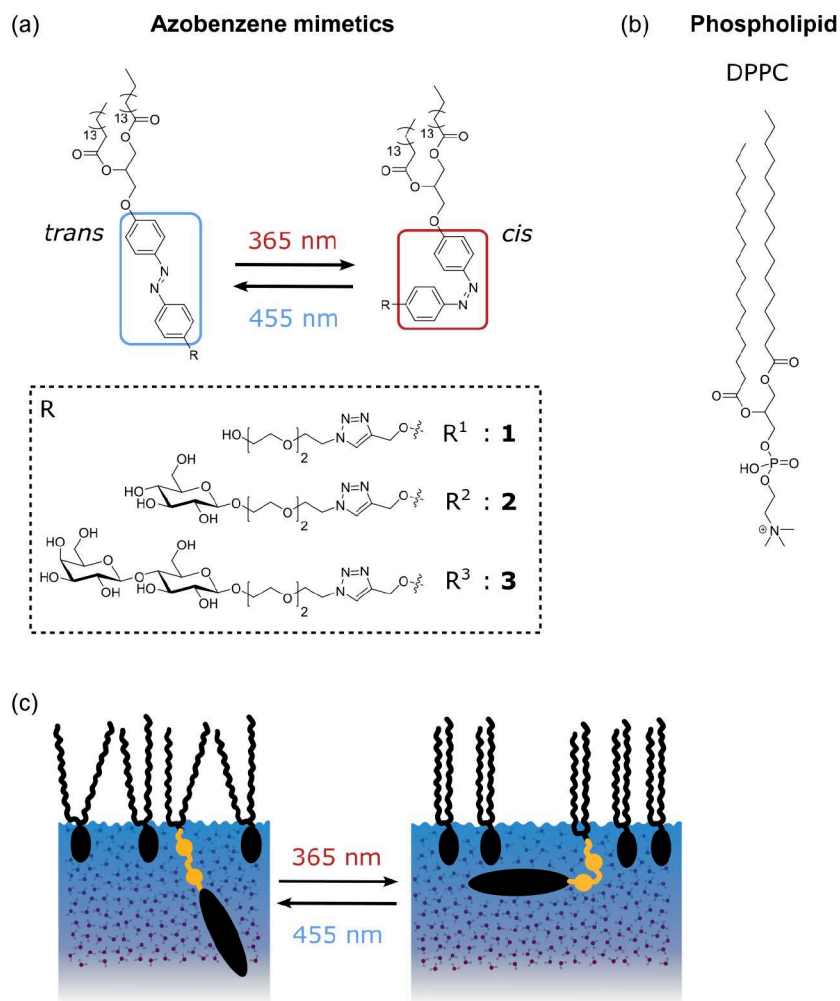 (a) Azobenzene mimetics
(b) Phospholipid
DPPC
13
13
O
O
O
O
O
trans
N
N
R
365 nm
455 nm
13
13
O
O
O
O
O
cis
N
N
R
O
O
O
O
O
HO
P
O
O
N
⊕
R
HO
O
2
N
N=N
O
R¹ : 1
OH
HO
HO
OH
O
O
O
2
N
N=N
O
R² : 2
OH
OH
HO
OH
O
O
OH
HO
OH
O
O
O
2
N
N=N
O
R³ : 3
(c)
365 nm
455 nm